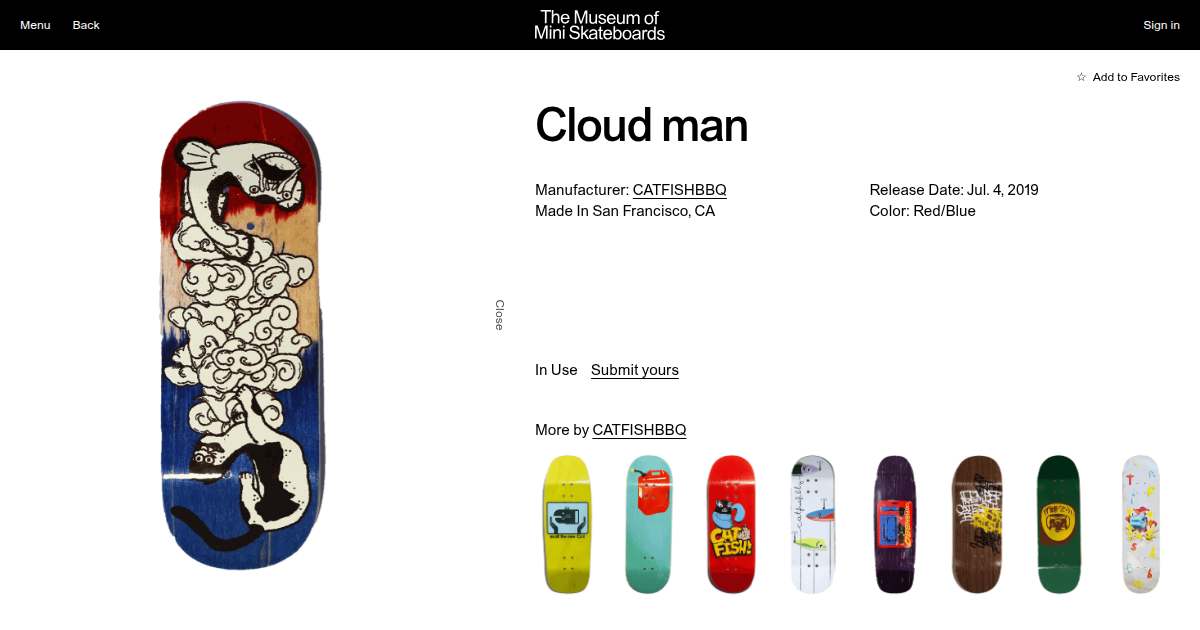 Menu
Back
The Museum of
Mini Skateboards
Sign in
☆ Add to Favorites
Cloud man
Manufacturer: CATFISHBBQ
Made In San Francisco, CA
Release Date: Jul. 4, 2019
Color: Red/Blue
Close
In Use Submit yours
More by CATFISHBBQ
CAT
FISH!